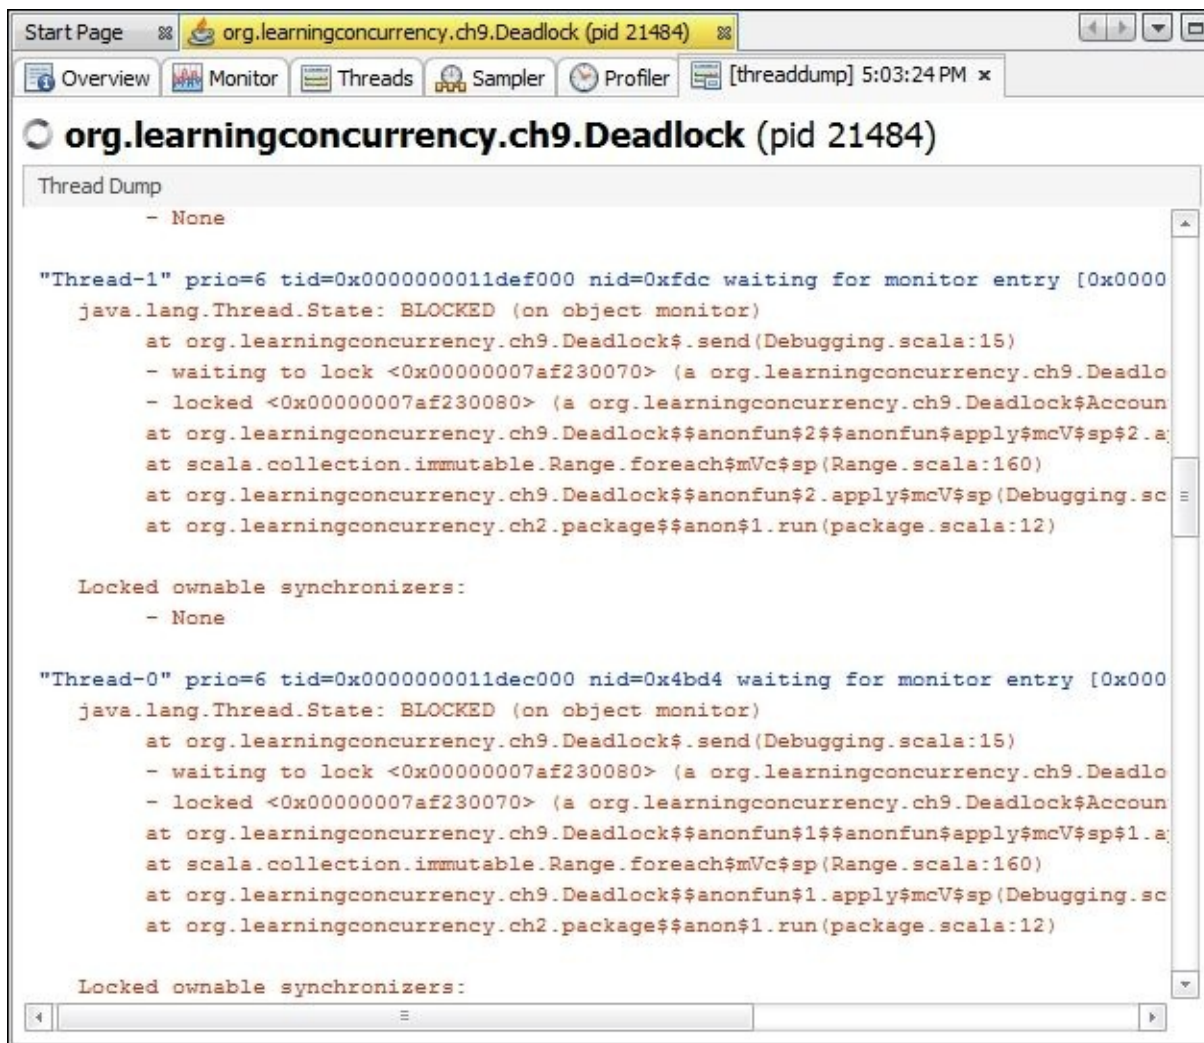 Start Page
org.learningconcurrency.ch9.Deadlock (pid 21484)
Overview Monitor Threads Sampler Profiler [threaddump] 5:03:24 PM
org.learningconcurrency.ch9.Deadlock (pid 21484)
Thread Dump
- None
"Thread-1" prio=6 tid=0x0000000011def000 nid=0xfdc waiting for monitor entry [0x0000
java.lang.Thread.State: BLOCKED (on object monitor)
at org.learningconcurrency.ch9.Deadlock$.send(Debugging.scala:15)
- waiting to lock <0x00000007af230070> (a org.learningconcurrency.ch9.Deadlo
- locked <0x00000007af230080> (a org.learningconcurrency.ch9.Deadlock$Accoun
at org.learningconcurrency.ch9.Deadlock$$anonfun$2$$anonfun$apply$mcV$sp$2.a
at scala.collection.immutable.Range.foreach$mVc$sp(Range.scala:160)
at org.learningconcurrency.ch9.Deadlock$$anonfun$2.apply$mcV$sp(Debugging.sc
at org.learningconcurrency.ch2.package$$anon$1.run(package.scala:12)
Locked ownable synchronizers:
- None
"Thread-0" prio=6 tid=0x0000000011dec000 nid=0x4bd4 waiting for monitor entry [0x000
java.lang.Thread.State: BLOCKED (on object monitor)
at org.learningconcurrency.ch9.Deadlock$.send(Debugging.scala:15)
- waiting to lock <0x00000007af230080> (a org.learningconcurrency.ch9.Deadlo
- locked <0x00000007af230070> (a org.learningconcurrency.ch9.Deadlock$Accoun
at org.learningconcurrency.ch9.Deadlock$$anonfun$1$$anonfun$apply$mcV$sp$1.a
at scala.collection.immutable.Range.foreach$mVc$sp(Range.scala:160)
at org.learningconcurrency.ch9.Deadlock$$anonfun$1.apply$mcV$sp(Debugging.sc
at org.learningconcurrency.ch2.package$$anon$1.run(package.scala:12)
Locked ownable synchronizers: